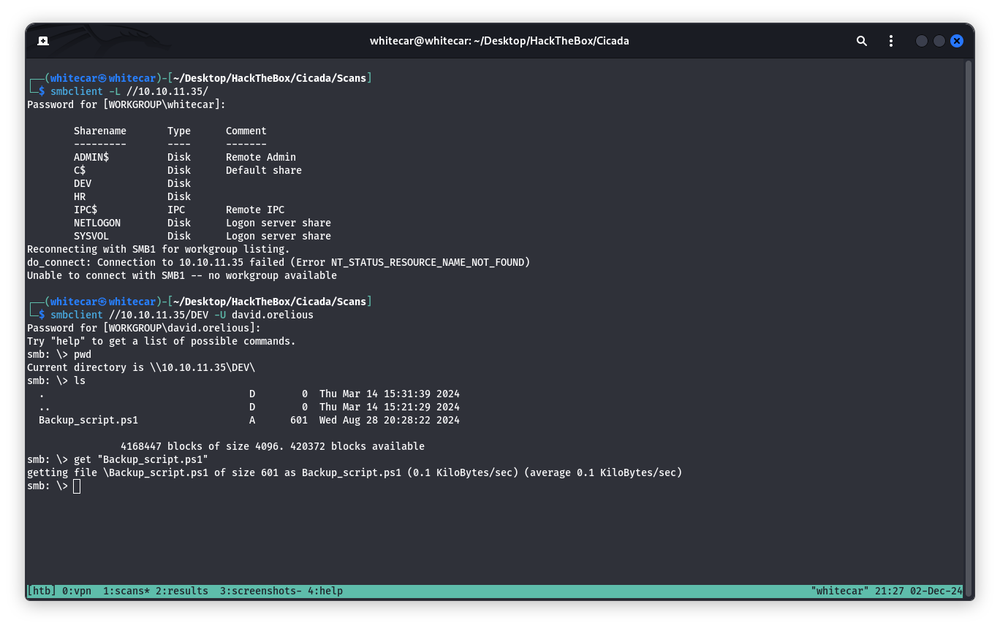 whitecar@whitecar: ~/Desktop/HackTheBox/Cicada
┌──(whitecar㉿whitecar)-[~/Desktop/HackTheBox/Cicada/Scans]
└─$ smbclient -L //10.10.11.35/
Password for [WORKGROUP\whitecar]:
        Sharename       Type      Comment
        ---------       ----      -------
        ADMIN$          Disk      Remote Admin
        C$              Disk      Default share
        DEV             Disk
        HR              Disk
        IPC$            IPC       Remote IPC
        NETLOGON        Disk      Logon server share
        SYSVOL          Disk      Logon server share
Reconnecting with SMB1 for workgroup listing.
do_connect: Connection to 10.10.11.35 failed (Error NT_STATUS_RESOURCE_NAME_NOT_FOUND)
Unable to connect with SMB1 -- no workgroup available
┌──(whitecar㉿whitecar)-[~/Desktop/HackTheBox/Cicada/Scans]
└─$ smbclient //10.10.11.35/DEV -U david.orelious
Password for [WORKGROUP\david.orelious]:
Try "help" to get a list of possible commands.
smb: \> pwd
Current directory is \\10.10.11.35\DEV\
smb: \> ls
  .                                   D        0  Thu Mar 14 15:31:39 2024
  ..                                  D        0  Thu Mar 14 15:21:29 2024
  Backup_script.ps1                   A      601  Wed Aug 28 20:28:22 2024
                4168447 blocks of size 4096. 420372 blocks available
smb: \> get "Backup_script.ps1"
getting file \Backup_script.ps1 of size 601 as Backup_script.ps1 (0.1 KiloBytes/sec) (average 0.1 KiloBytes/sec)
smb: \>
[htb] 0:vpn  1:scans* 2:results  3:screenshots- 4:help "whitecar" 21:27 02-Dec-24